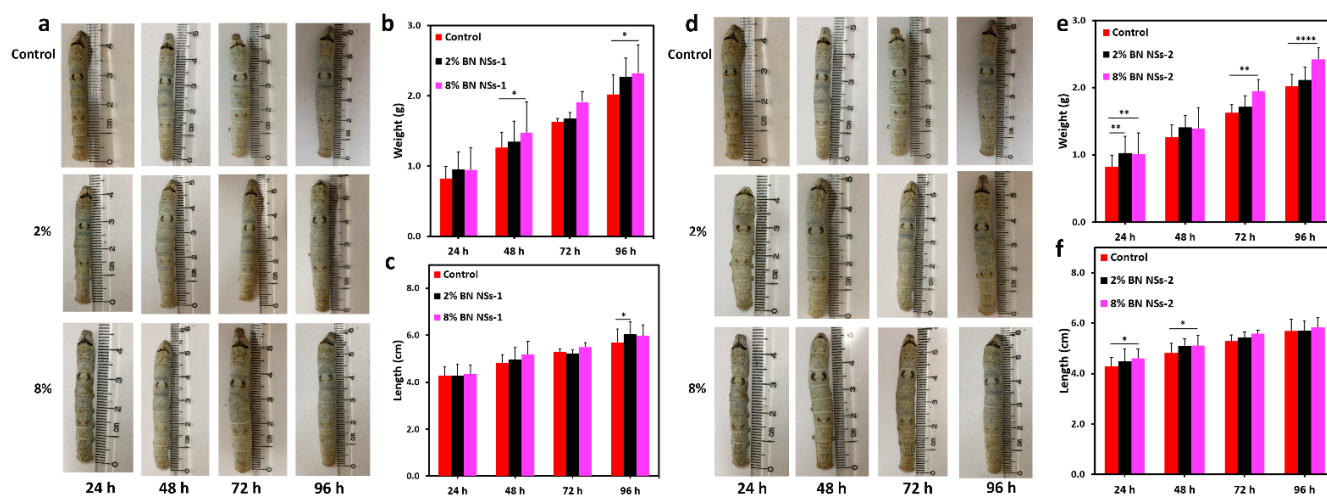 a
Control
2%
8%
24 h 48 h 72 h 96 h
b
3.0
2.0
1.0
0.0
Weight (g)
Control
2% BN NSs-1
8% BN NSs-1
*
*
24 h 48 h 72 h 96 h
c
8.0
6.0
4.0
2.0
0.0
Length (cm)
Control
2% BN NSs-1
8% BN NSs-1
*
24 h 48 h 72 h 96 h
d
Control
2%
8%
24 h 48 h 72 h 96 h
e
3.0
2.0
1.0
0.0
Weight (g)
Control
2% BN NSs-2
8% BN NSs-2
**
**
**
****
24 h 48 h 72 h 96 h
f
8.0
6.0
4.0
2.0
0.0
Length (cm)
Control
2% BN NSs-2
8% BN NSs-2
*
*
24 h 48 h 72 h 96 h